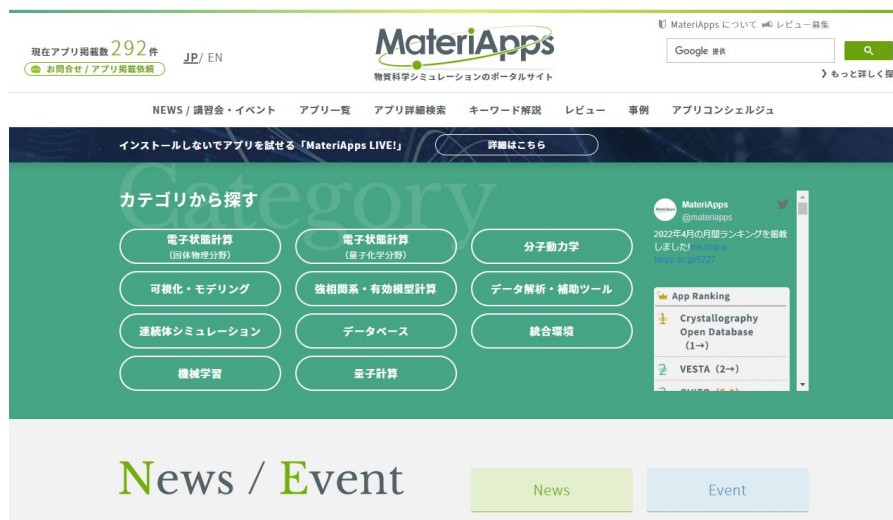 現在アプリ掲載数 292 件
お問合せ / アプリ掲載依頼
JP / EN
MateriApps
物質科学シミュレーションのポータルサイト
MateriApps について レビュー募集
Google 提供
もっと詳しく探
NEWS / 講習会・イベント アプリ一覧 アプリ詳細検索 キーワード解説 レビュー 事例 アプリコンシェルジュ
インストールしないでアプリを試せる「MateriApps LIVE!」 詳細はこちら
Category
カテゴリから探す
電子状態計算
(固体物理分野)
電子状態計算
(量子化学分野)
分子動力学
可視化・モデリング
強相関系・有効模型計算
データ解析・補助ツール
連続体シミュレーション
データベース
統合環境
機械学習
量子計算
MateriApps
@materiapps
2022年4月の月間ランキングを掲載
しました!
App Ranking
1 Crystallography
Open Database
(1→)
2 VESTA (2→)
News / Event
News
Event